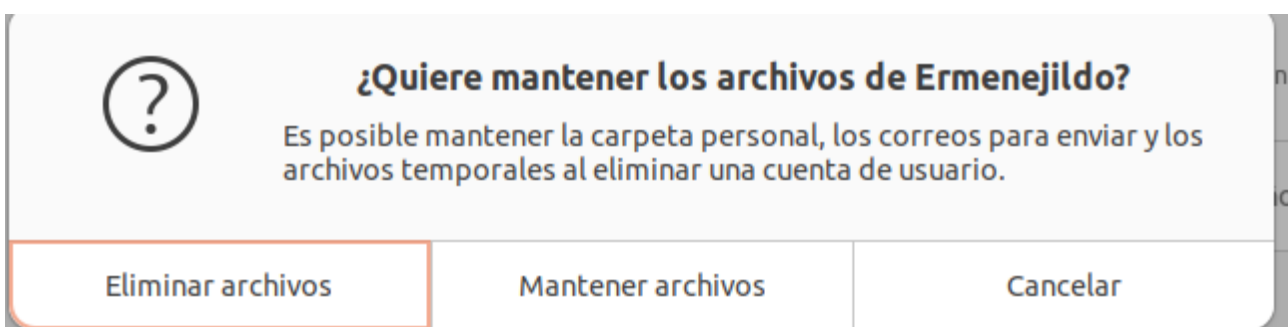 ¿Quiere mantener los archivos de Ermenejildo?
Es posible mantener la carpeta personal, los correos para enviar y los
archivos temporales al eliminar una cuenta de usuario.
Eliminar archivos
Mantener archivos
Cancelar